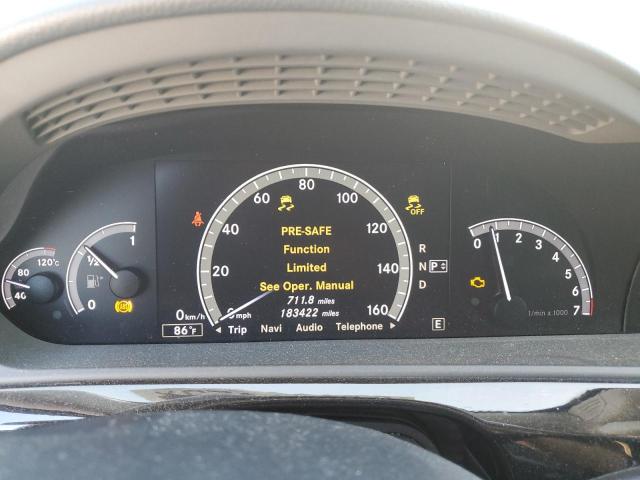 120°C
80
40
1
1/2
0
0 km/h
86°F
0 mph
20
40
60
80
100
120
140
160
OFF
PRE-SAFE
Function
Limited
See Oper. Manual
711.8 miles
183422 miles
Trip Navi Audio Telephone
R
N P
D
E
0 1 2 3 4 5 6 7
1/min x 1000